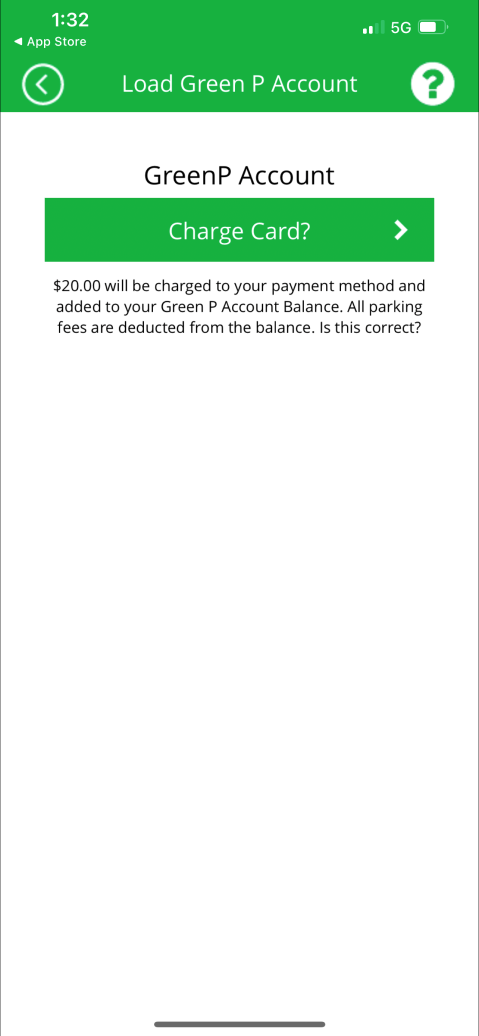 1:32
5G
◀ App Store
Load Green P Account
?
GreenP Account
Charge Card?
$20.00 will be charged to your payment method and
added to your Green P Account Balance. All parking
fees are deducted from the balance. Is this correct?